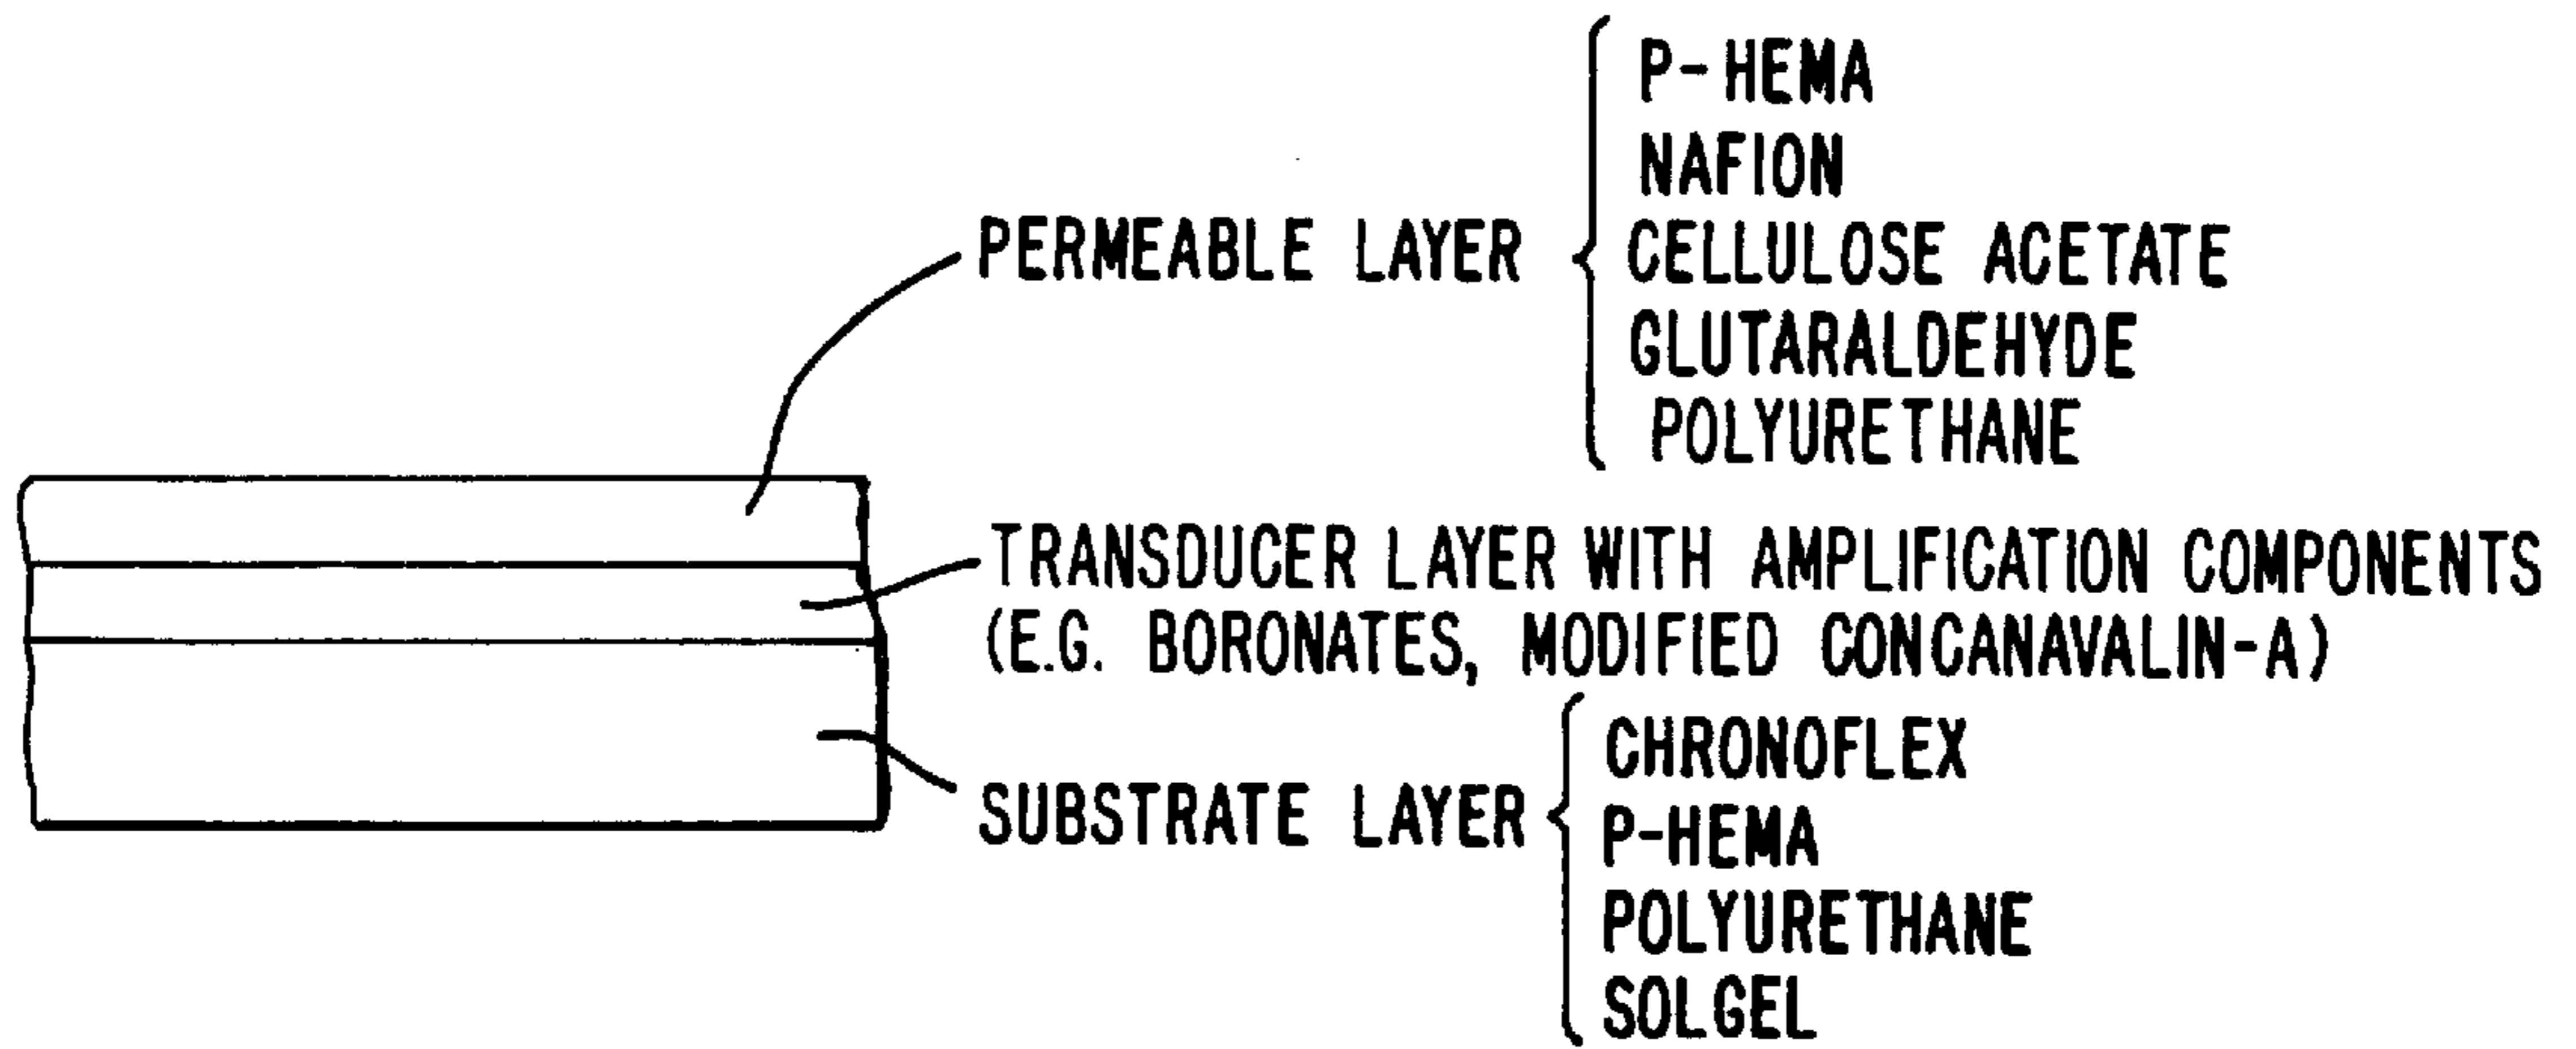 P-HEMA
NAFION
PERMEABLE LAYER
CELLULOSE ACETATE
GLUTARALDEHYDE
POLYURETHANE
TRANSDUCER LAYER WITH AMPLIFICATION COMPONENTS
(E.G. BORONATES, MODIFIED CONCANAVALIN-A)
SUBSTRATE LAYER
CHRONOFLEX
P-HEMA
POLYURETHANE
SOLGEL